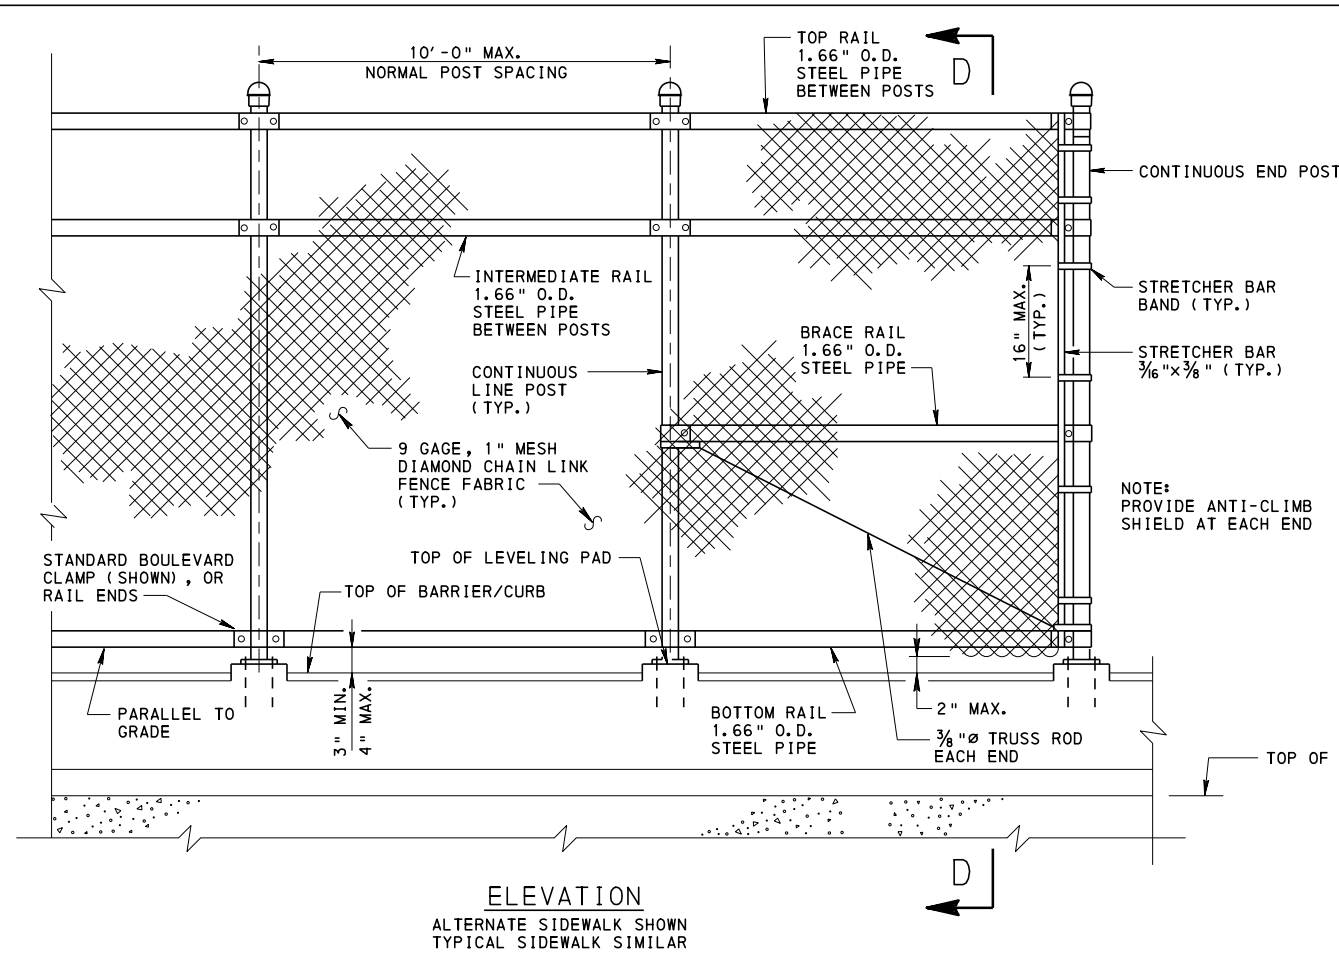 10'-0" MAX.
NORMAL POST SPACING
TOP RAIL
1.66" O.D.
STEEL PIPE
BETWEEN POSTS
D
CONTINUOUS END POST
INTERMEDIATE RAIL
1.66" O.D.
STEEL PIPE
BETWEEN POSTS
STRETCHER BAR
BAND (TYP.)
16" MAX.
(TYP.)
BRACE RAIL
1.66" O.D.
STEEL PIPE
STRETCHER BAR
3/16"x3/8" (TYP.)
CONTINUOUS
LINE POST
(TYP.)
9 GAGE, 1" MESH
DIAMOND CHAIN LINK
FENCE FABRIC
(TYP.)
NOTE:
PROVIDE ANTI-CLIMB
SHIELD AT EACH END
STANDARD BOULEVARD
CLAMP (SHOWN), OR
RAIL ENDS
TOP OF LEVELING PAD
TOP OF BARRIER/CURB
PARALLEL TO
GRADE
3" MIN.
4" MAX.
BOTTOM RAIL
1.66" O.D.
STEEL PIPE
2" MAX.
3/8"Ø TRUSS ROD
EACH END
TOP OF
D
ELEVATION
ALTERNATE SIDEWALK SHOWN
TYPICAL SIDEWALK SIMILAR